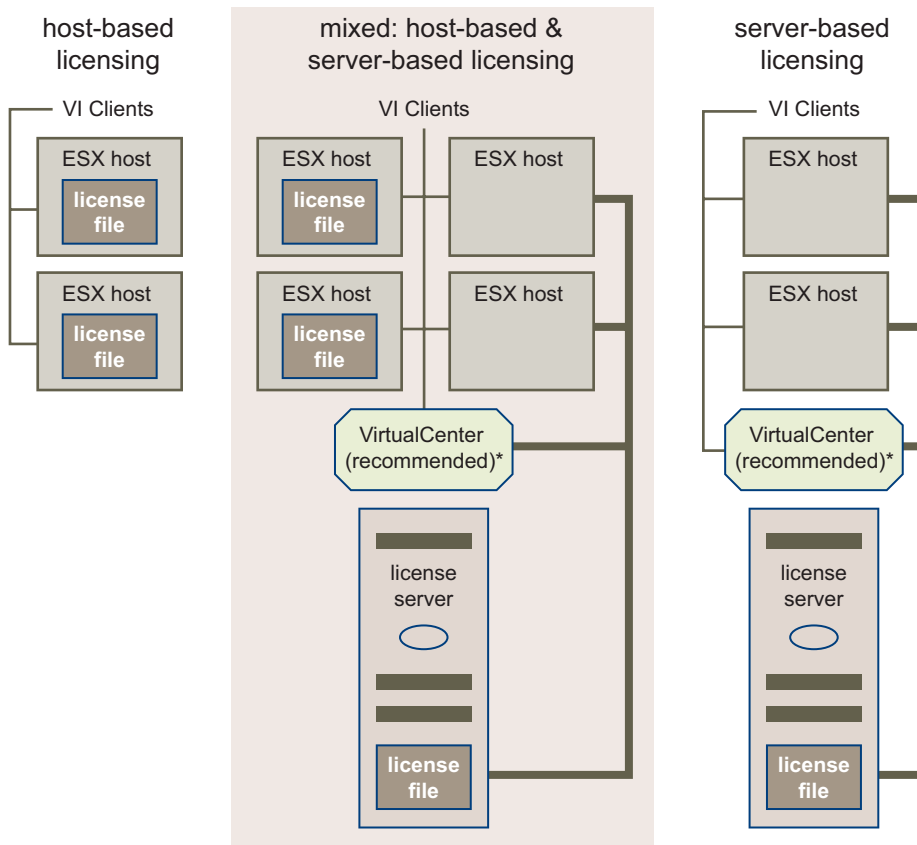 host-based
licensing
VI Clients
ESX host
license
file
ESX host
license
file
mixed: host-based &
server-based licensing
VI Clients
ESX host
license
file
ESX host
ESX host
license
file
ESX host
VirtualCenter
(recommended)*
license
server
license
file
server-based
licensing
VI Clients
ESX host
ESX host
VirtualCenter
(recommended)*
license
server
license
file